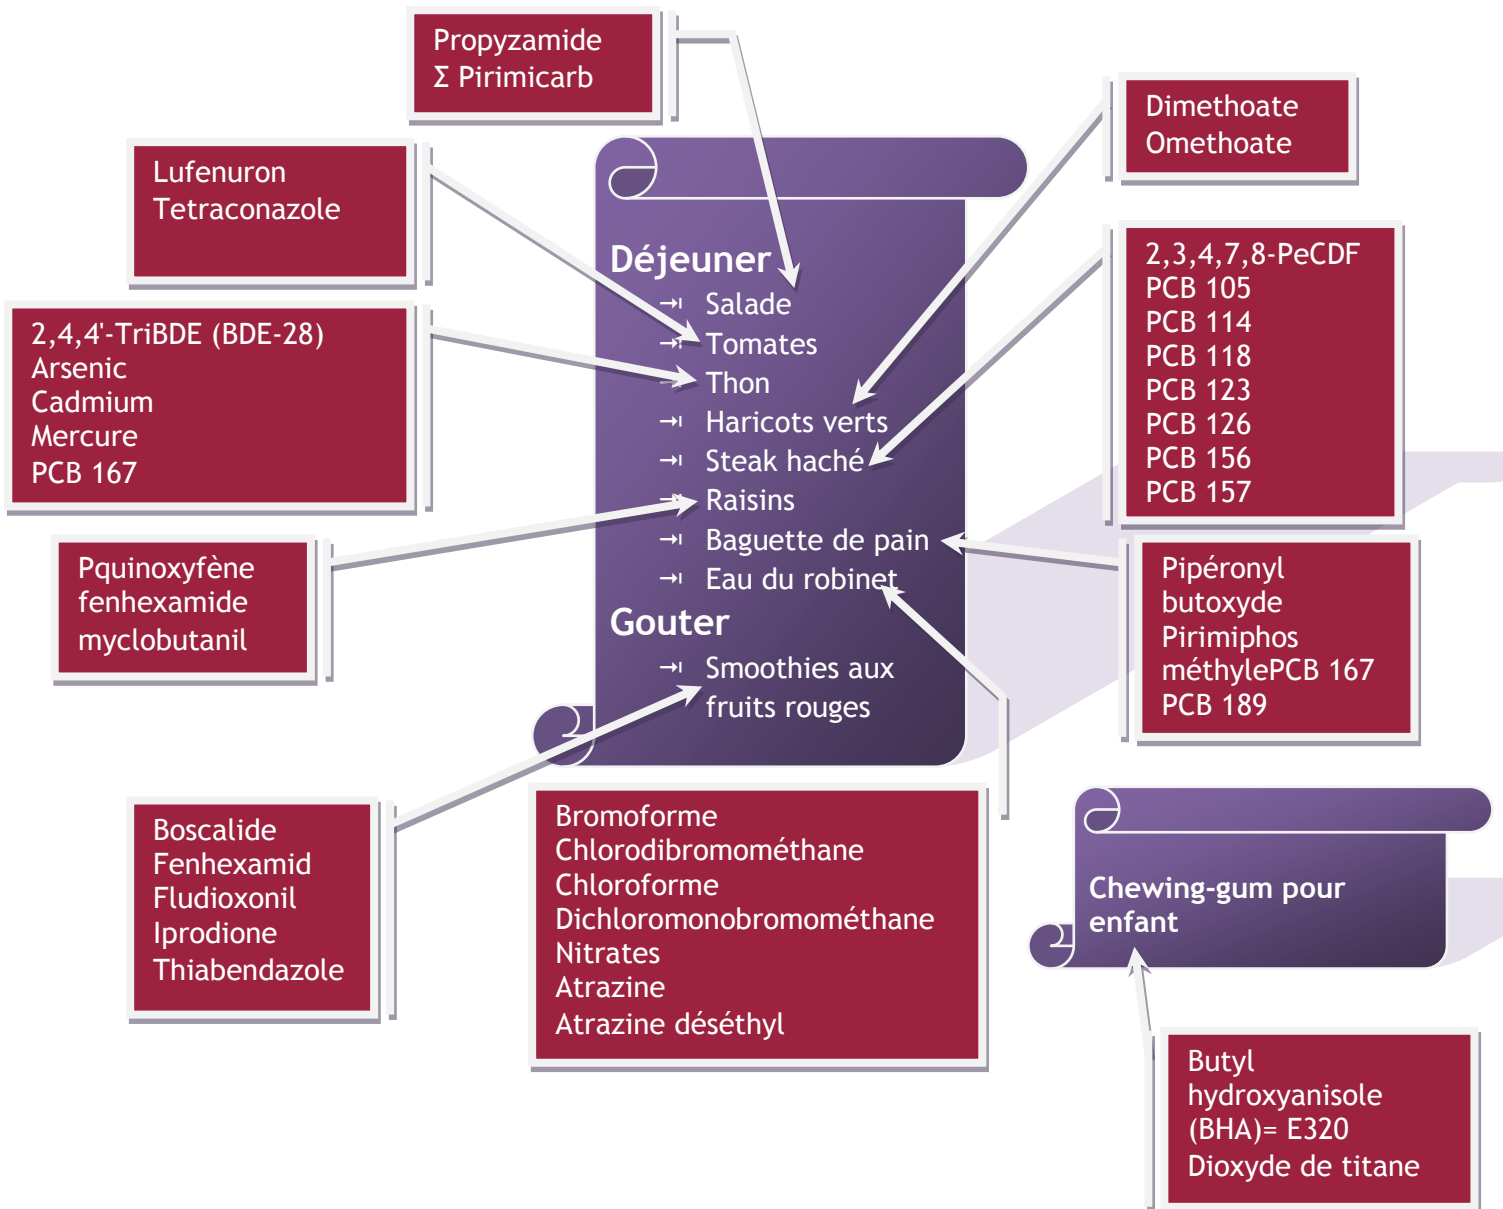 Propyzamide
Σ Pirimicarb
Dimethoate
Omethoate
Lufenuron
Tetraconazole
2,4,4'-TriBDE (BDE-28)
Arsenic
Cadmium
Mercure
PCB 167
Déjeuner
Salade
Tomates
Thon
Haricots verts
Steak haché
Raisins
Baguette de pain
Eau du robinet
Gouter
Smoothies aux
fruits rouges
2,3,4,7,8-PeCDF
PCB 105
PCB 114
PCB 118
PCB 123
PCB 126
PCB 156
PCB 157
Pquinoxyfène
fenhexamide
myclobutanil
Pipéronyl
butoxyde
Pirimiphos
méthylePCB 167
PCB 189
Boscalide
Fenhexamid
Fludioxonil
Iprodione
Thiabendazole
Bromoforme
Chlorodibromométhane
Chloroforme
Dichloromonobromométhane
Nitrates
Atrazine
Atrazine déséthyl
Chewing-gum pour
enfant
Butyl
hydroxyanisole
(BHA)= E320
Dioxyde de titane